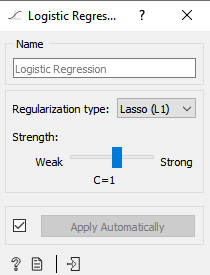 Logistic Regres...
Name
Logistic Regression
Regularization type: Lasso (L1)
Strength:
Weak Strong
C=1
Apply Automatically
?